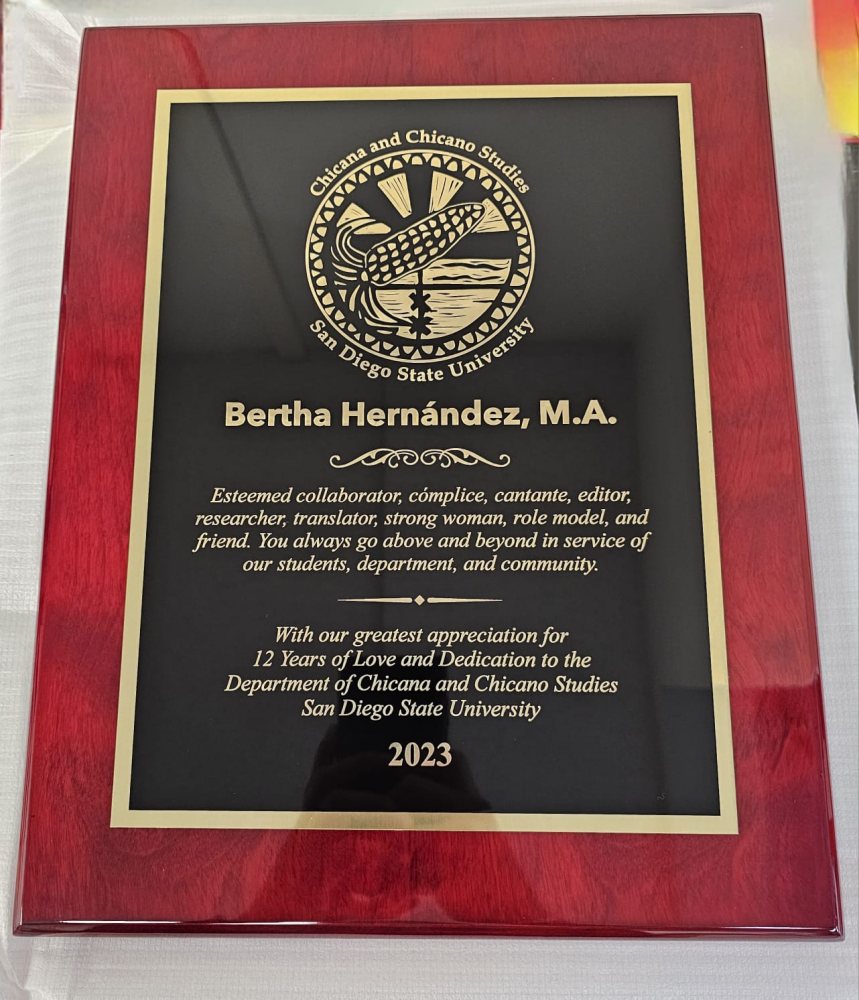 Chicana and Chicano Studies
San Diego State University
Bertha Hernández, M.A.
Esteemed collaborator, cómplice, cantante, editor,
researcher, translator, strong woman, role model, and
friend. You always go above and beyond in service of
our students, department, and community.
With our greatest appreciation for
12 Years of Love and Dedication to the
Department of Chicana and Chicano Studies
San Diego State University
2023